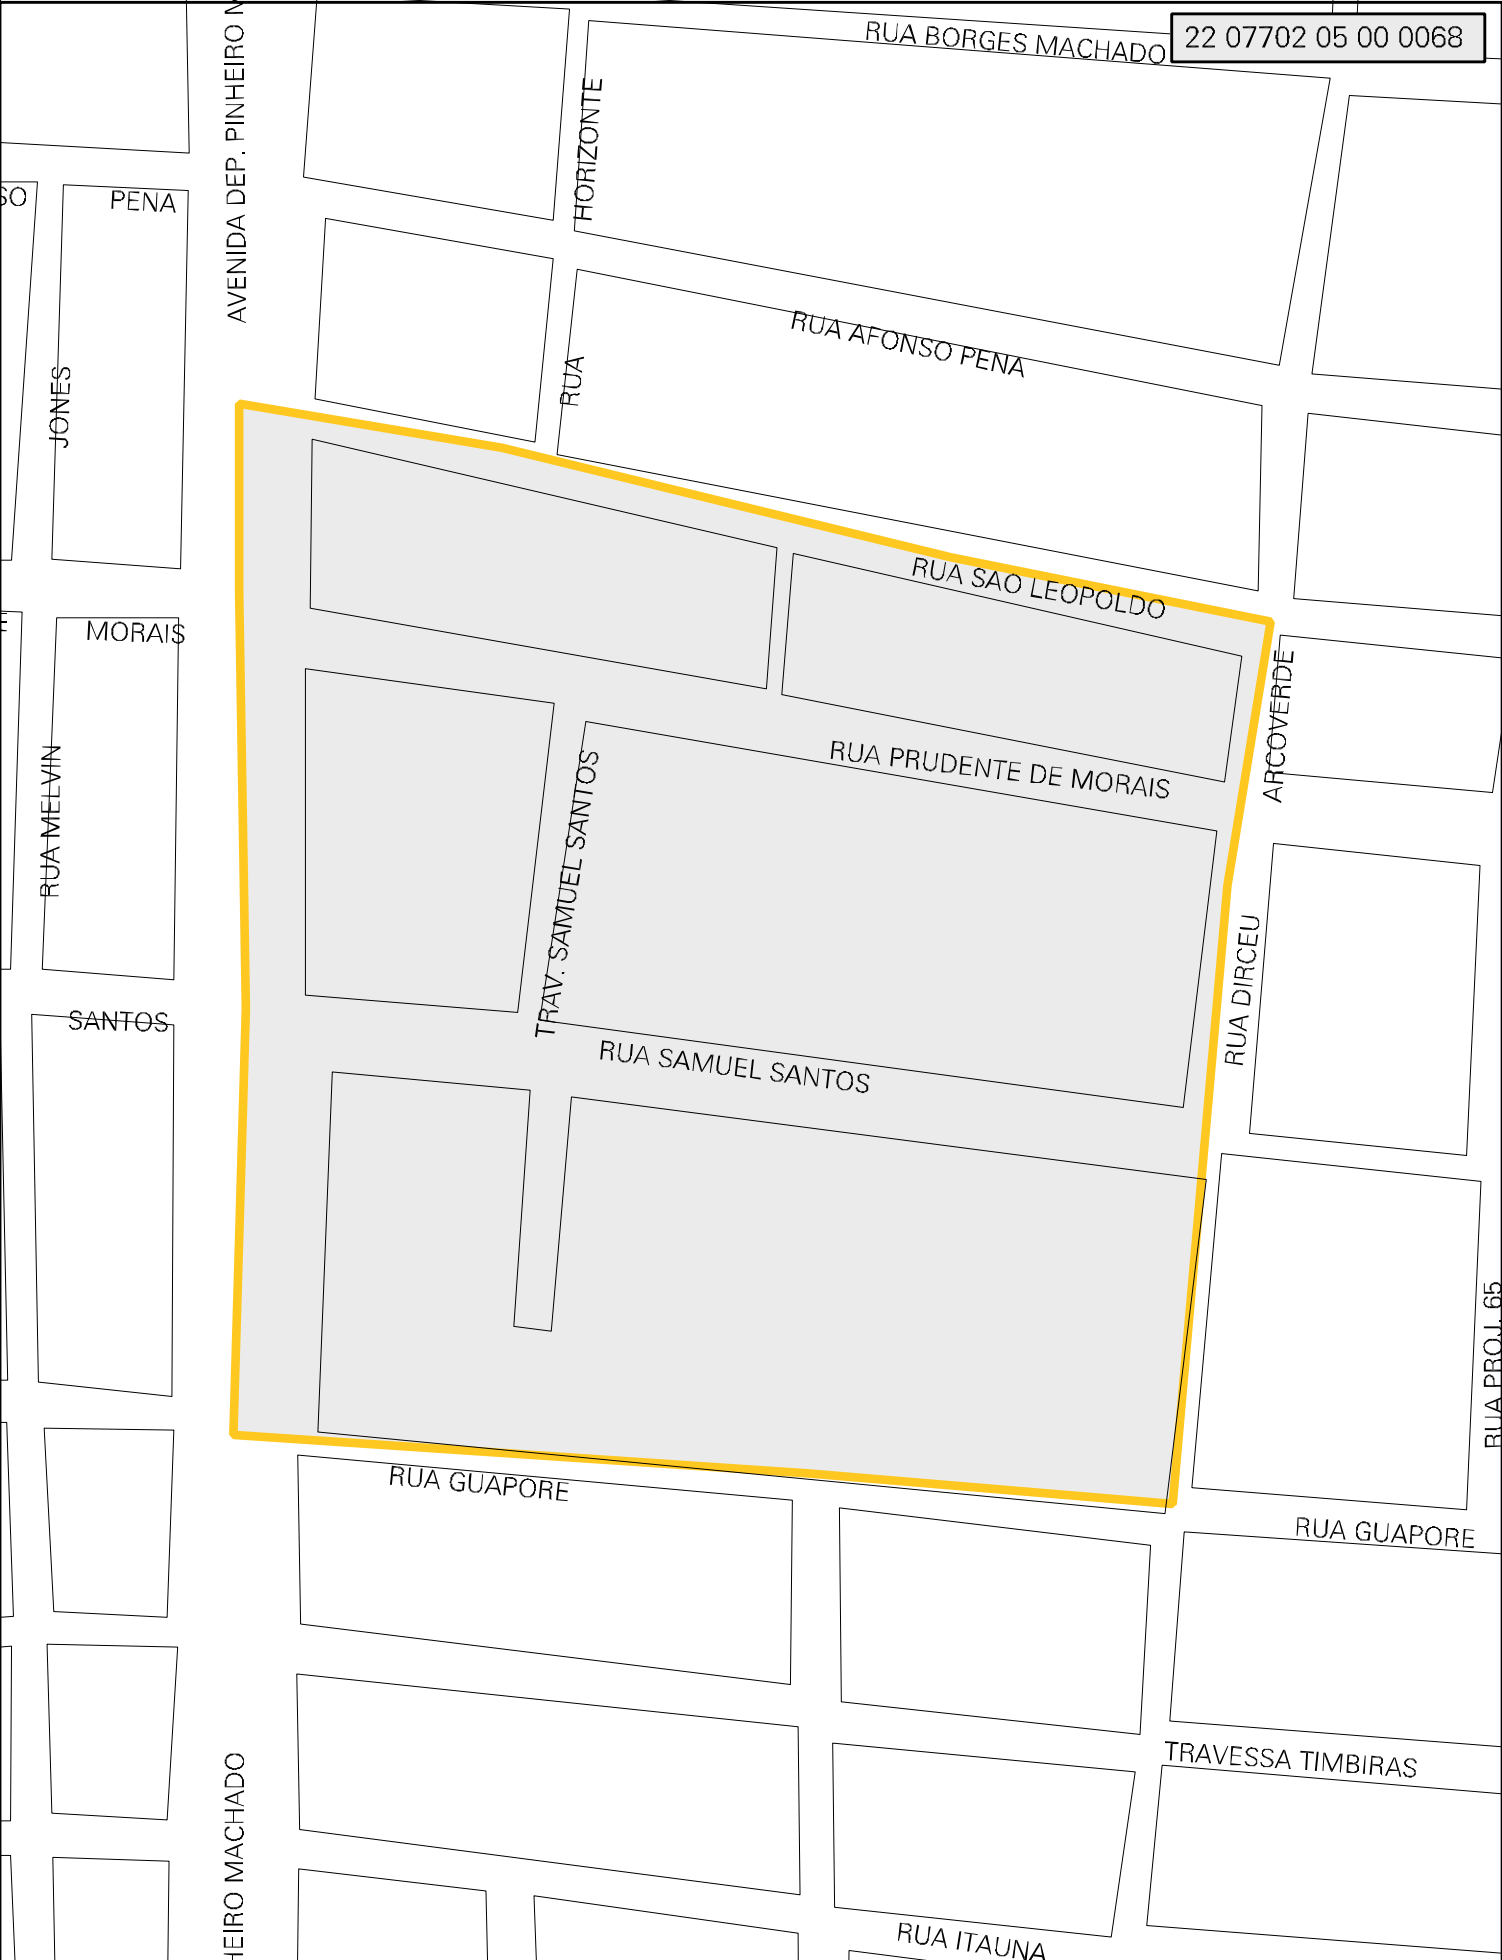 RUA BORGES MACHADO
22 07702 05 00 0068
AVENIDA DEP. PINHEIRO
HORIZONTE
SO
PENA
RUA AFONSO PENA
RUA
JONES
RUA SAO LEOPOLDO
MORAIS
ARCOVERDE
RUA PRUDENTE DE MORAIS
RUA MELVIN
TRAV. SAMUEL SANTOS
RUA DIRCEU
SANTOS
RUA SAMUEL SANTOS
RUA PROJ. 65
RUA GUAPORE
RUA GUAPORE
TRAVESSA TIMBIRAS
HEIRO MACHADO
RUA ITAUNA